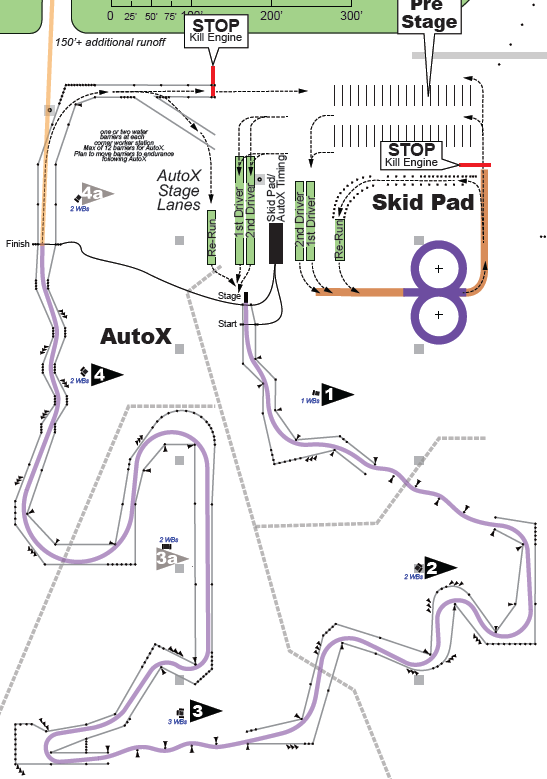 Pre
Stage
0 25' 50' 75' 100' 200' 300'
150'+ additional runoff
STOP
Kill Engine
one or two water
barriers at each
corner worker station
Max of 12 barriers for AutoX.
Plan to move barriers to endurance
following AutoX
STOP
Kill Engine
AutoX
Stage
Lanes
Skid Pad
4a
2 WBs
Re-Run
1st Driver
2nd Driver
Skid Pad/
AutoX Timing
2nd Driver
1st Driver
Re-Run
Finish
Stage
Start
AutoX
4
2 WBs
1
1 WBs
2 WBs
3a
2
2 WBs
3
3 WBs